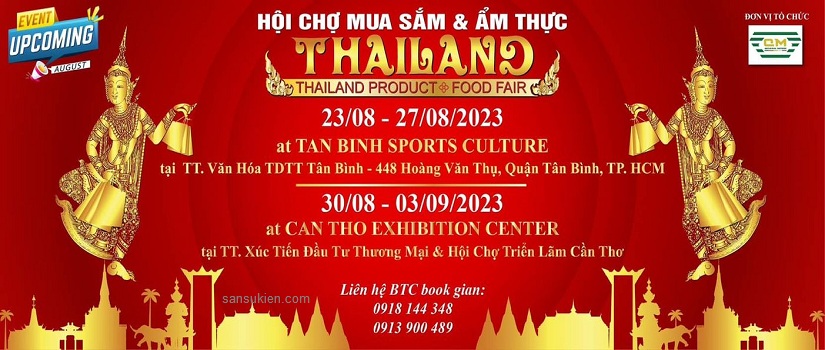 EVENT
UPCOMING
AUGUST
HỘI CHỢ MUA SẮM & ẨM THỰC
THAILAND
THAILAND PRODUCT FOOD FAIR
ĐƠN VỊ TỔ CHỨC
23/08 - 27/08/2023
at TAN BINH SPORTS CULTURE
tại TT. Văn Hóa TDTT Tân Bình - 448 Hoàng Văn Thụ, Quận Tân Bình, TP. HCM
30/08 - 03/09/2023
at CAN THO EXHIBITION CENTER
tại TT. Xúc Tiến Đầu Tư Thương Mại & Hội Chợ Triển Lãm Cần Thơ
Liên hệ BTC book gian:
0918 144 348
0913 900 489
sansukien.com